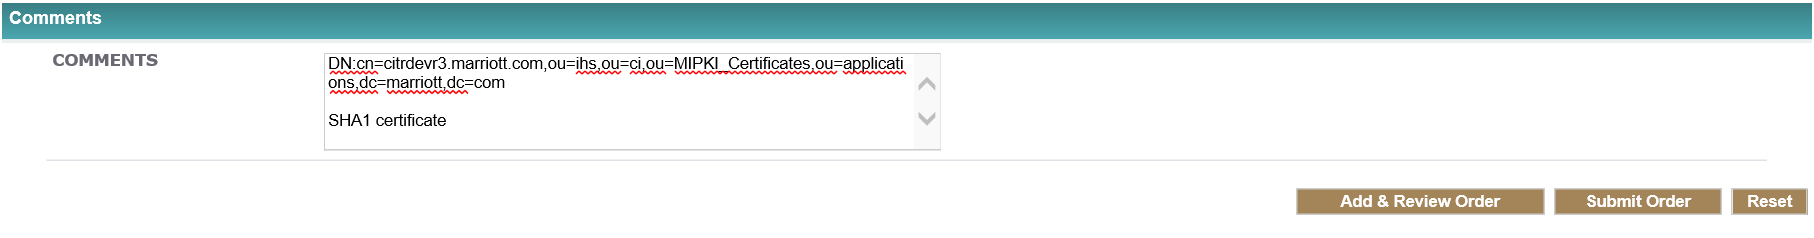 Comments
COMMENTS
DN:cn=citrdevr3.marriott.com,ou=ihs,ou=ci,ou=MIPKI_Certificates,ou=applicati
ons,dc=marriott,dc=com
SHA1 certificate
Add & Review Order
Submit Order
Reset